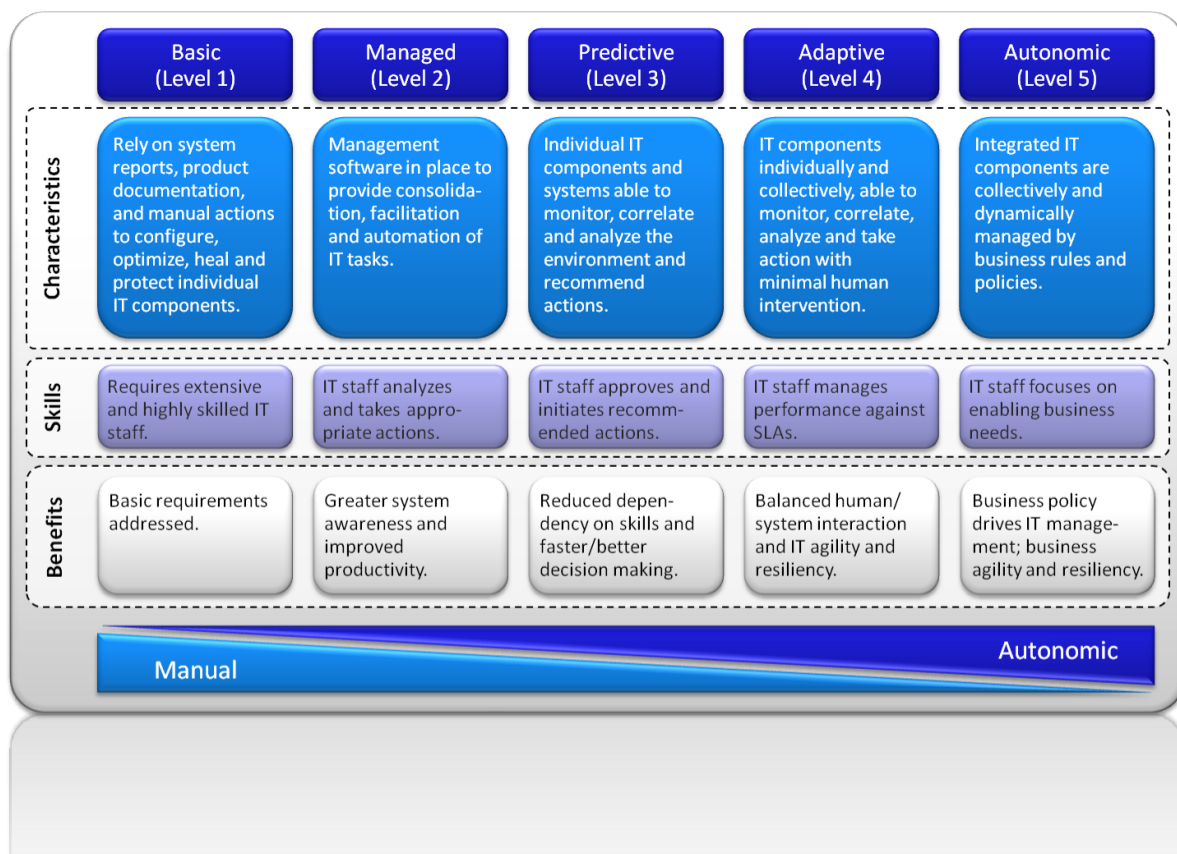 Basic
(Level 1)
Managed
(Level 2)
Predictive
(Level 3)
Adaptive
(Level 4)
Autonomic
(Level 5)
Characteristics
Rely on system
reports, product
documentation,
and manual actions
to configure,
optimize, heal and
protect individual
IT components.
Management
software in place to
provide consolida-
tion, facilitation
and automation of
IT tasks.
Individual IT
components and
systems able to
monitor, correlate
and analyze the
environment and
recommend
actions.
IT components
individually and
collectively, able to
monitor, correlate,
analyze and take
action with
minimal human
intervention.
Integrated IT
components are
collectively and
dynamically
managed by
business rules and
policies.
Skills
Requires extensive
and highly skilled IT
staff.
IT staff analyzes
and takes appro-
priate actions.
IT staff approves and
initiates recomm-
ended actions.
IT staff manages
performance against
SLAs.
IT staff focuses on
enabling business
needs.
Benefits
Basic requirements
addressed.
Greater system
awareness and
improved
productivity.
Reduced depen-
dency on skills and
faster/better
decision making.
Balanced human/
system interaction
and IT agility and
resiliency.
Business policy
drives IT manage-
ment; business
agility and resiliency.
Manual
Autonomic